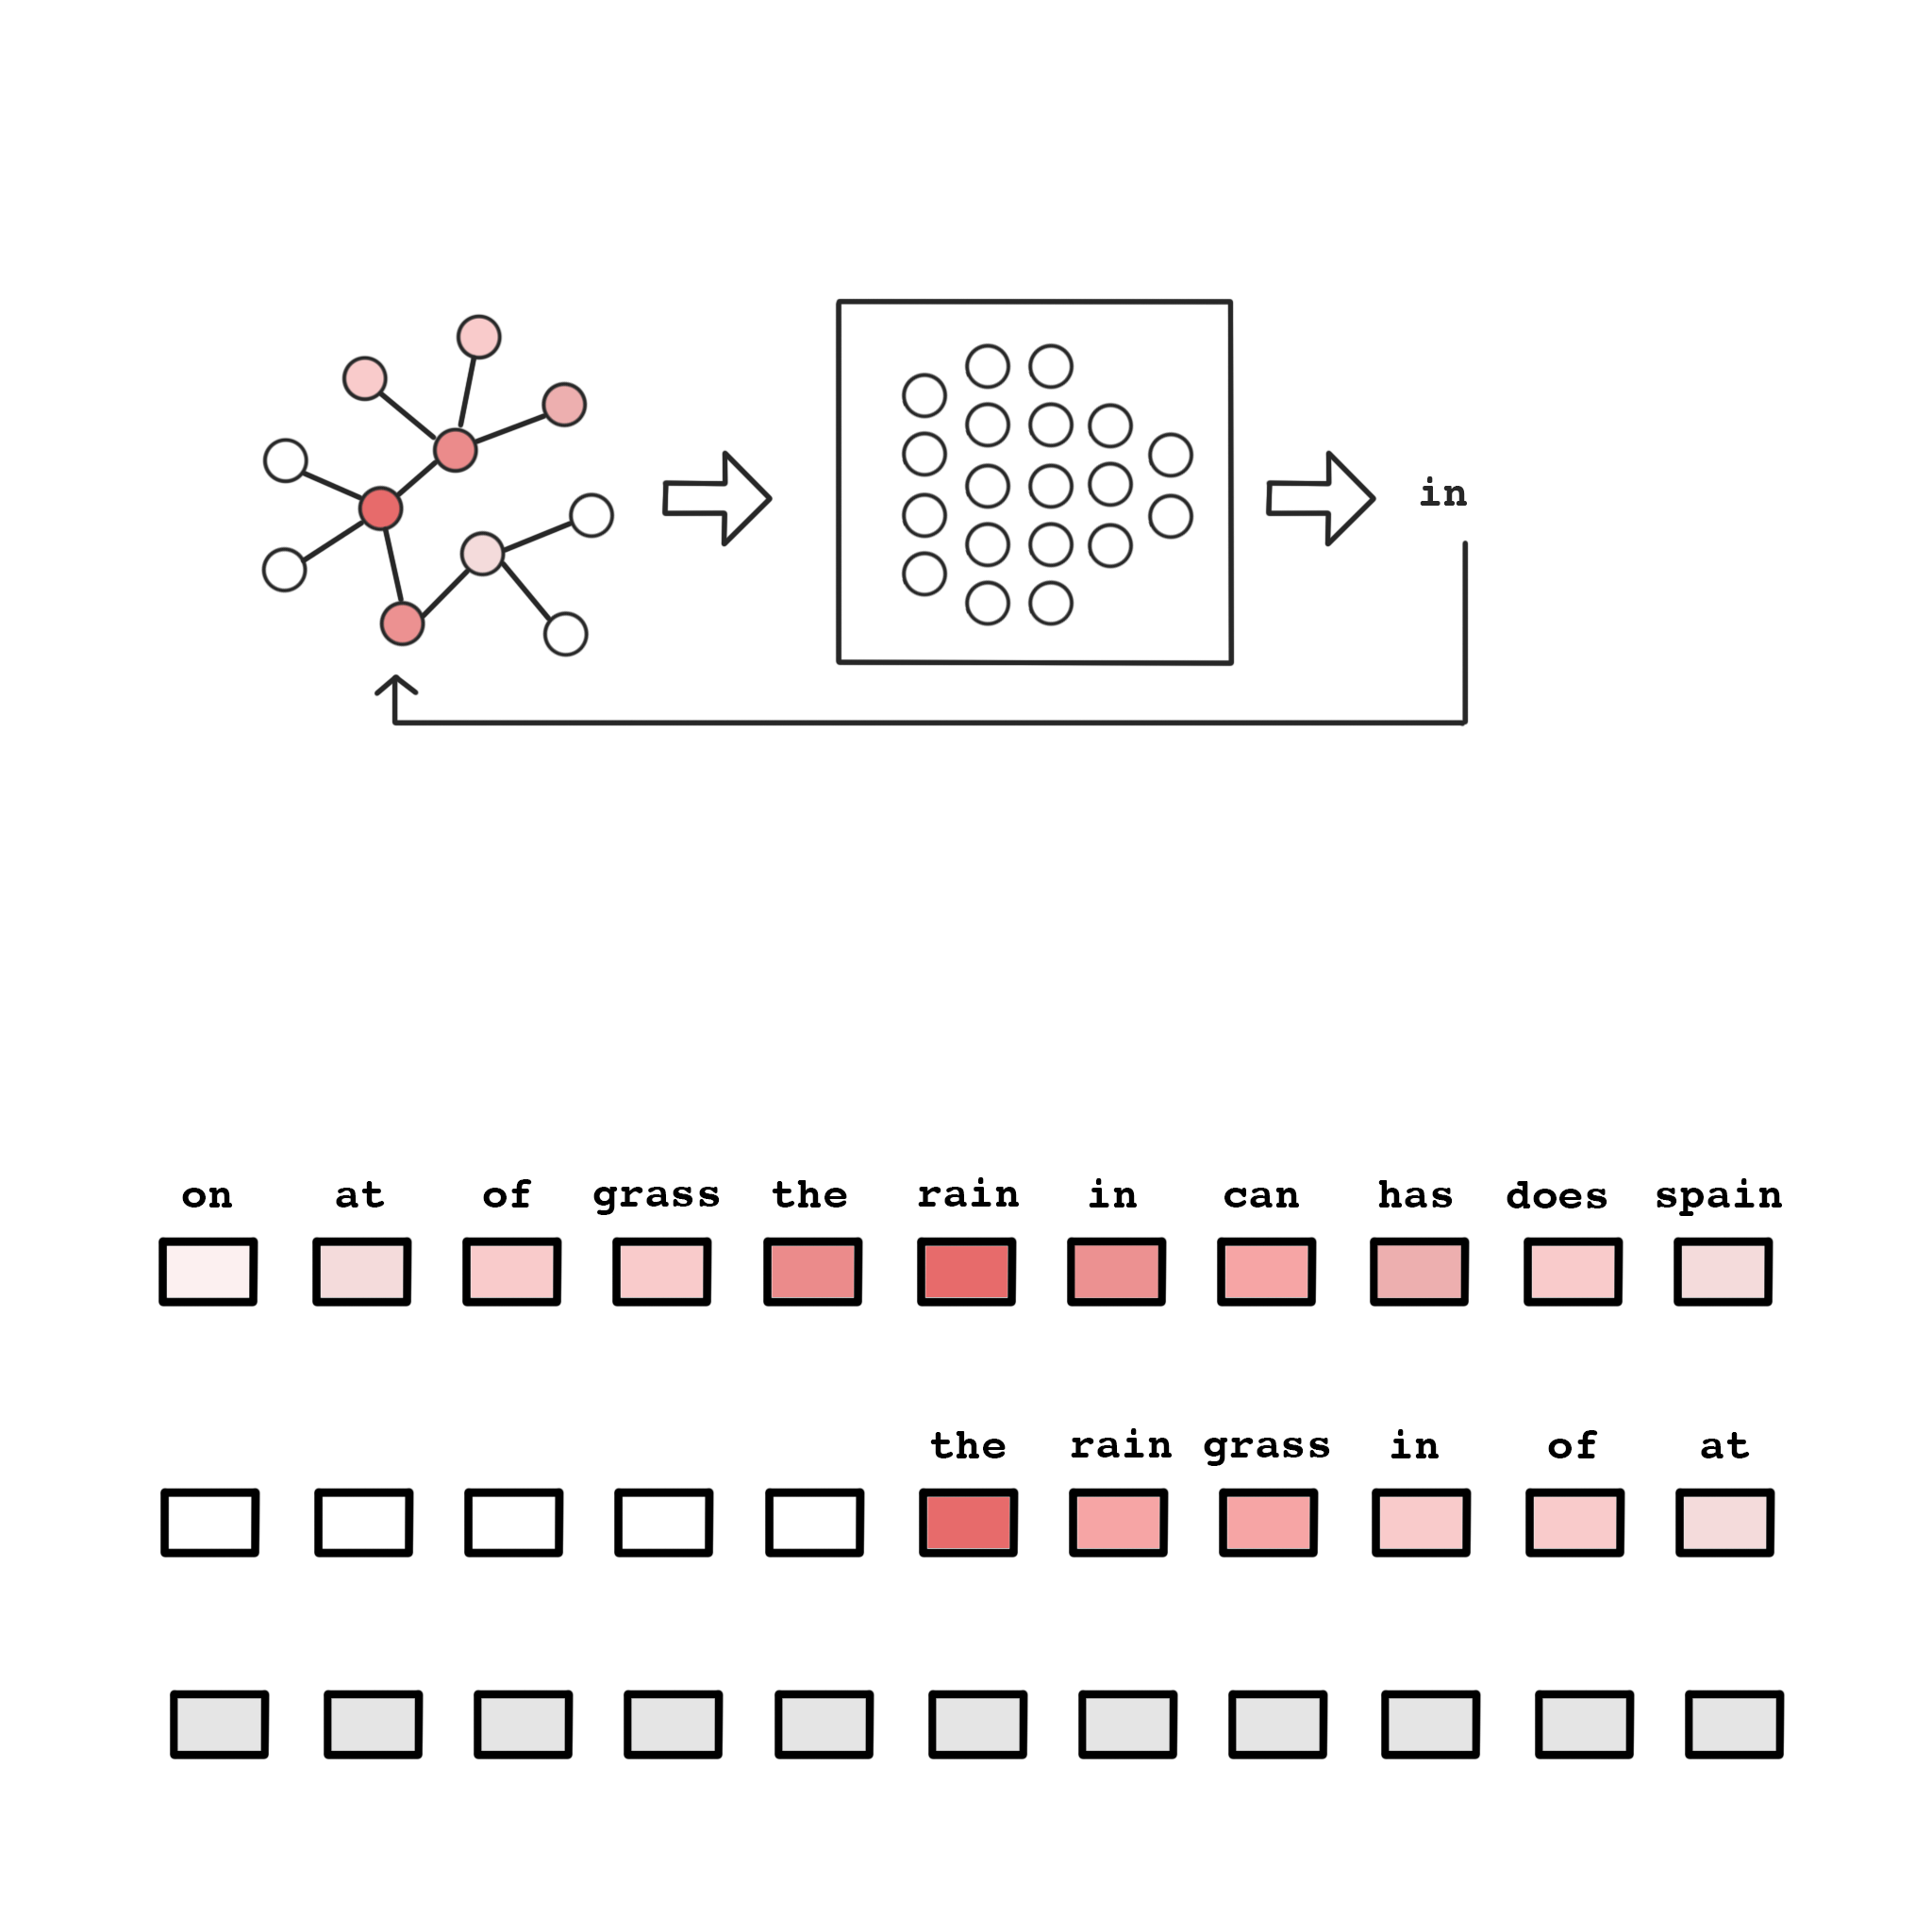 in
on at of grass the rain in can has does spain
the rain grass in of at